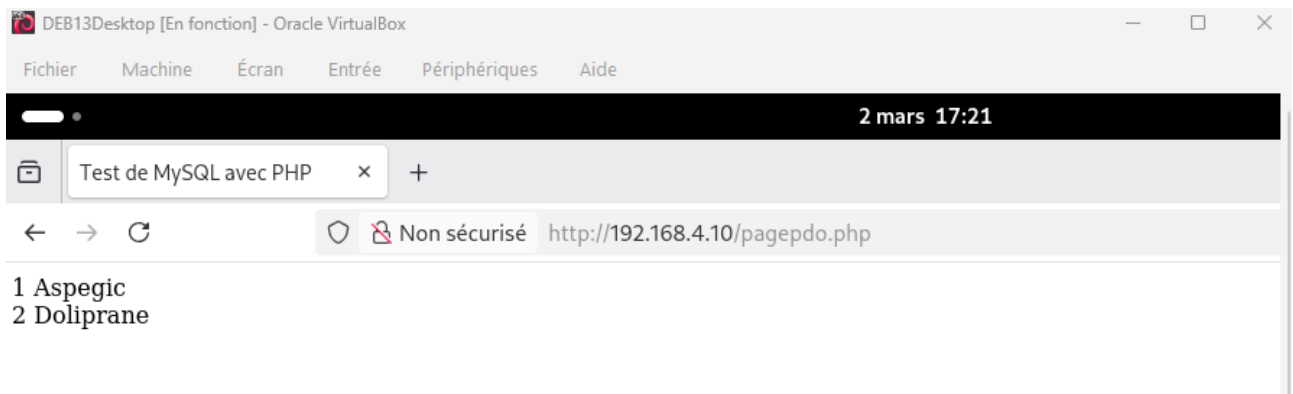 DEB13Desktop [En fonction] - Oracle VirtualBox
Fichier Machine Écran Entrée Périphériques Aide
2 mars 17:21
Test de MySQL avec PHP
Non sécurisé http://192.168.4.10/pagepdo.php
1 Aspegic
2 Doliprane